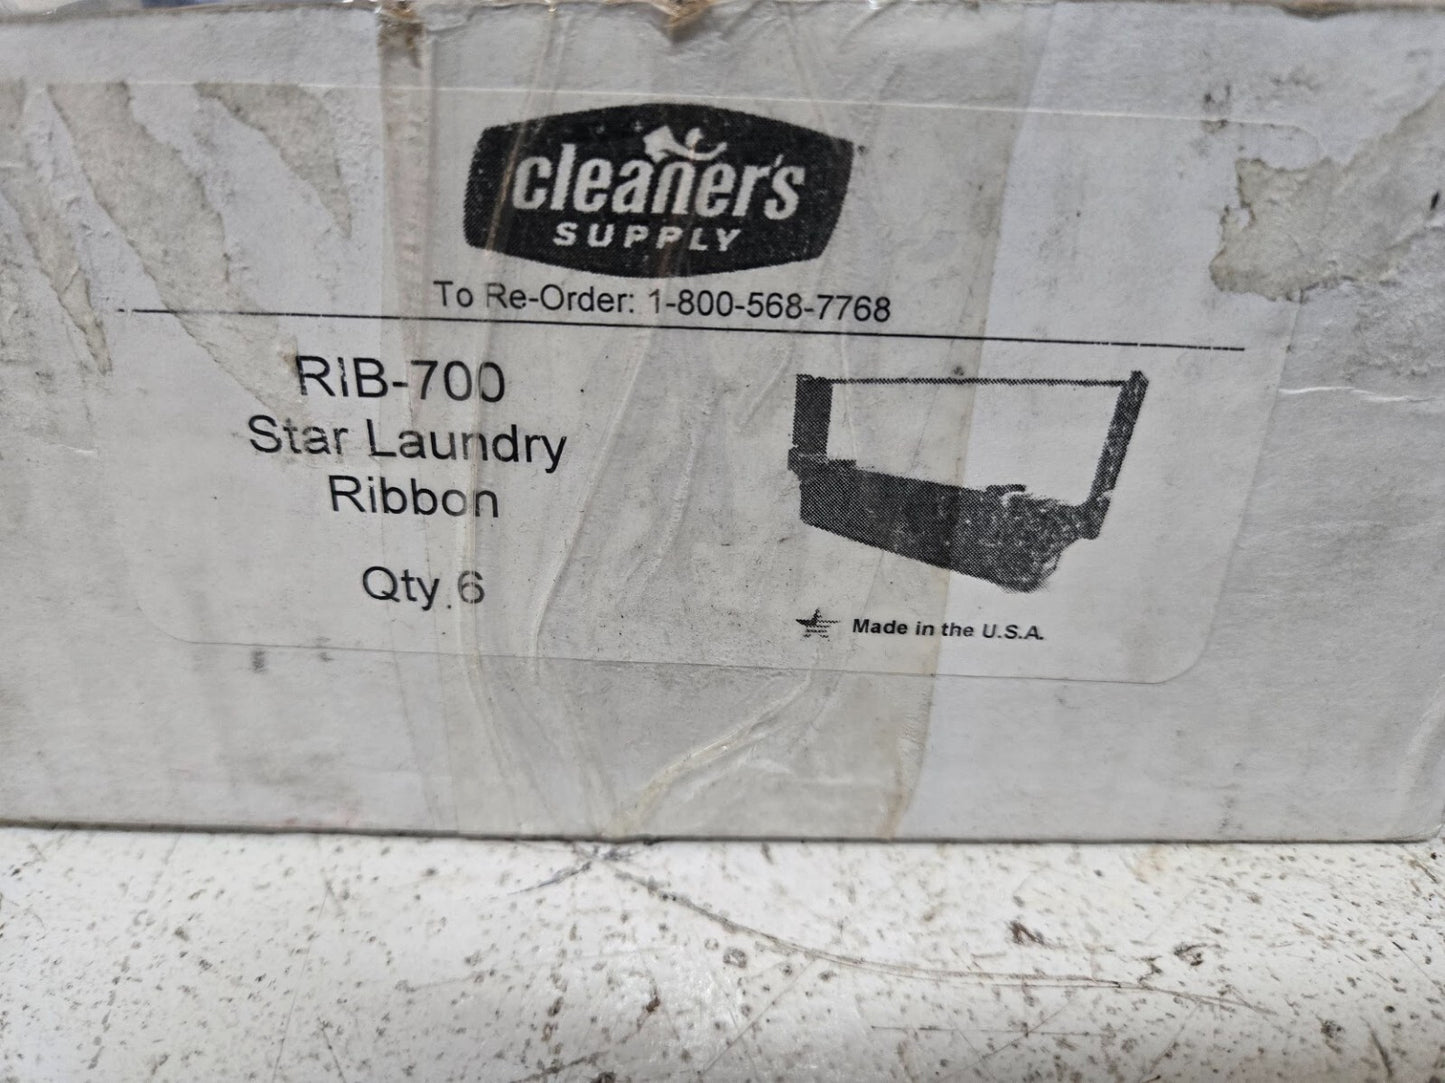 cleaner's
SUPPLY
To Re-Order: 1-800-568-7768
RIB-700
Star Laundry
Ribbon
Qty.6
Made in the U.S.A.